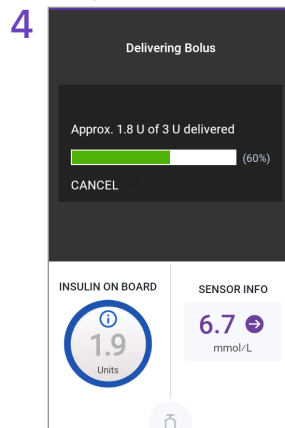 4
Delivering Bolus
Approx. 1.8 U of 3 U delivered
(60%)
CANCEL
INSULIN ON BOARD
1.9
Units
SENSOR INFO
6.7
mmol/L